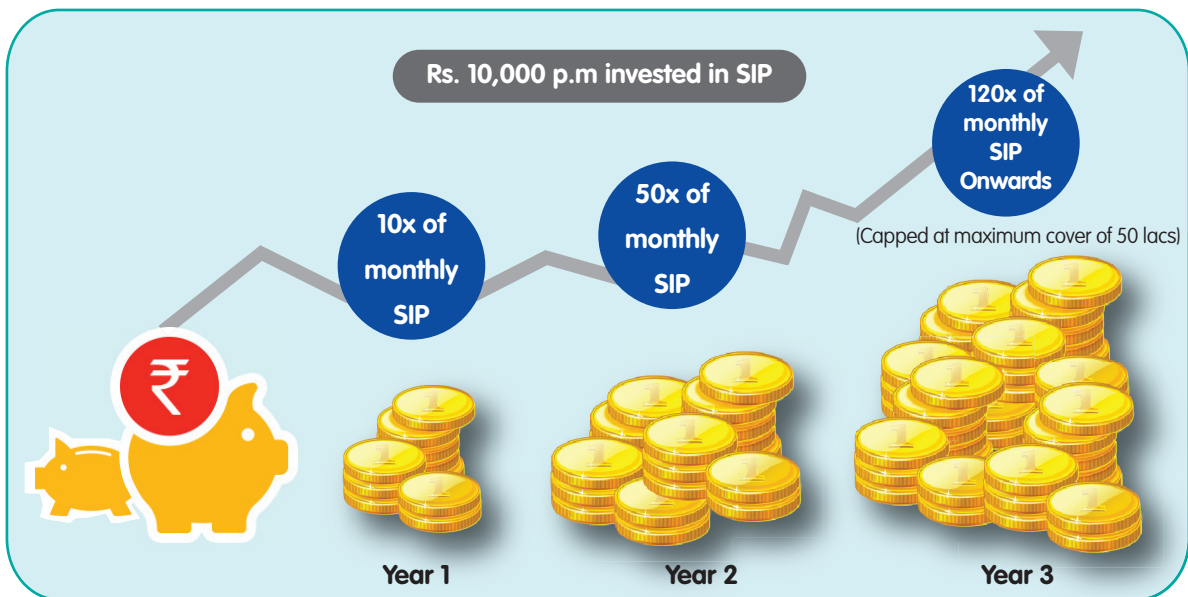 Rs. 10,000 p.m invested in SIP
10x of
monthly
SIP
50x of
monthly
SIP
120x of
monthly
SIP
Onwards
(Capped at maximum cover of 50 lacs)
₹
Year 1
Year 2
Year 3